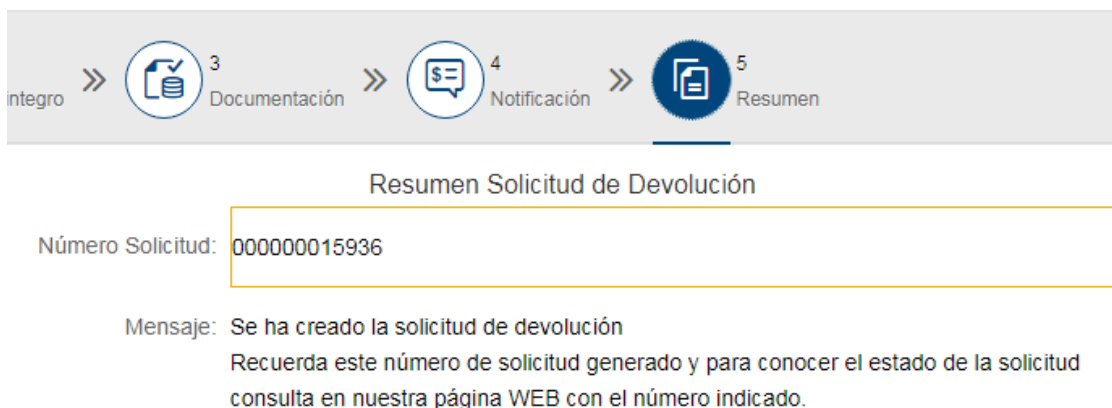 3
Documentación
4
Notificación
5
Resumen
integro
Resumen Solicitud de Devolución
Número Solicitud: 000000015936
Mensaje: Se ha creado la solicitud de devolución
Recuerda este número de solicitud generado y para conocer el estado de la solicitud
consulta en nuestra página WEB con el número indicado.